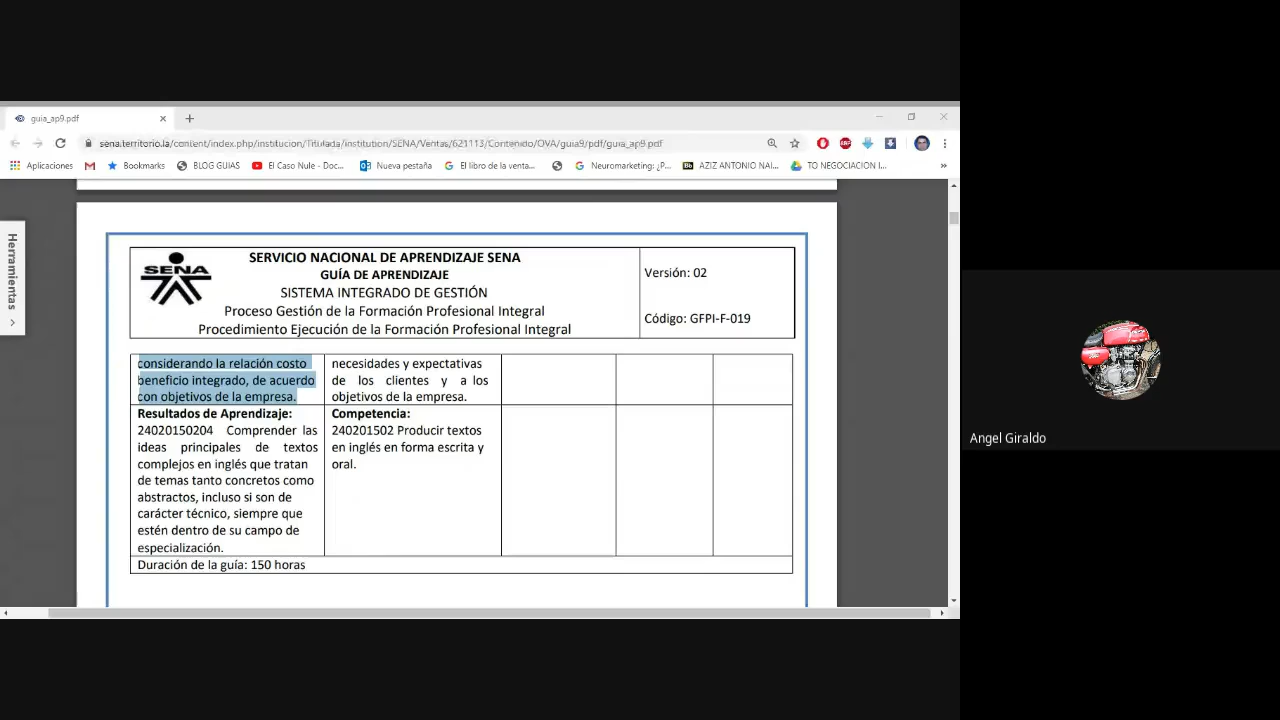 guia_ap9.pdf
sena.territorio.la/content/index.php/institucion/Titulada/institution/SENA/Ventas/621113/Contenido/OVA/guia9/pdf/guia_ap9.pdf
Aplicaciones
Bookmarks
BLOG GUIAS
El Caso Nule - Doc...
Nueva pestaña
El libro de la venta...
Neuromarketing: ¿P...
AZIZ ANTONIO NAI...
TO NEGOCIACION I...
Herramientas
SENA
SERVICIO NACIONAL DE APRENDIZAJE SENA
GUÍA DE APRENDIZAJE
SISTEMA INTEGRADO DE GESTIÓN
Proceso Gestión de la Formación Profesional Integral
Procedimiento Ejecución de la Formación Profesional Integral
Versión: 02
Código: GFPI-F-019
considerando la relación costo
beneficio integrado, de acuerdo
con objetivos de la empresa.
necesidades y expectativas
de los clientes y a los
objetivos de la empresa.
Resultados de Aprendizaje:
24020150204 Comprender las
ideas principales de textos
complejos en inglés que tratan
de temas tanto concretos como
abstractos, incluso si son de
carácter técnico, siempre que
estén dentro de su campo de
especialización.
Competencia:
240201502 Producir textos
en inglés en forma escrita y
oral.
Duración de la guía: 150 horas
Angel Giraldo